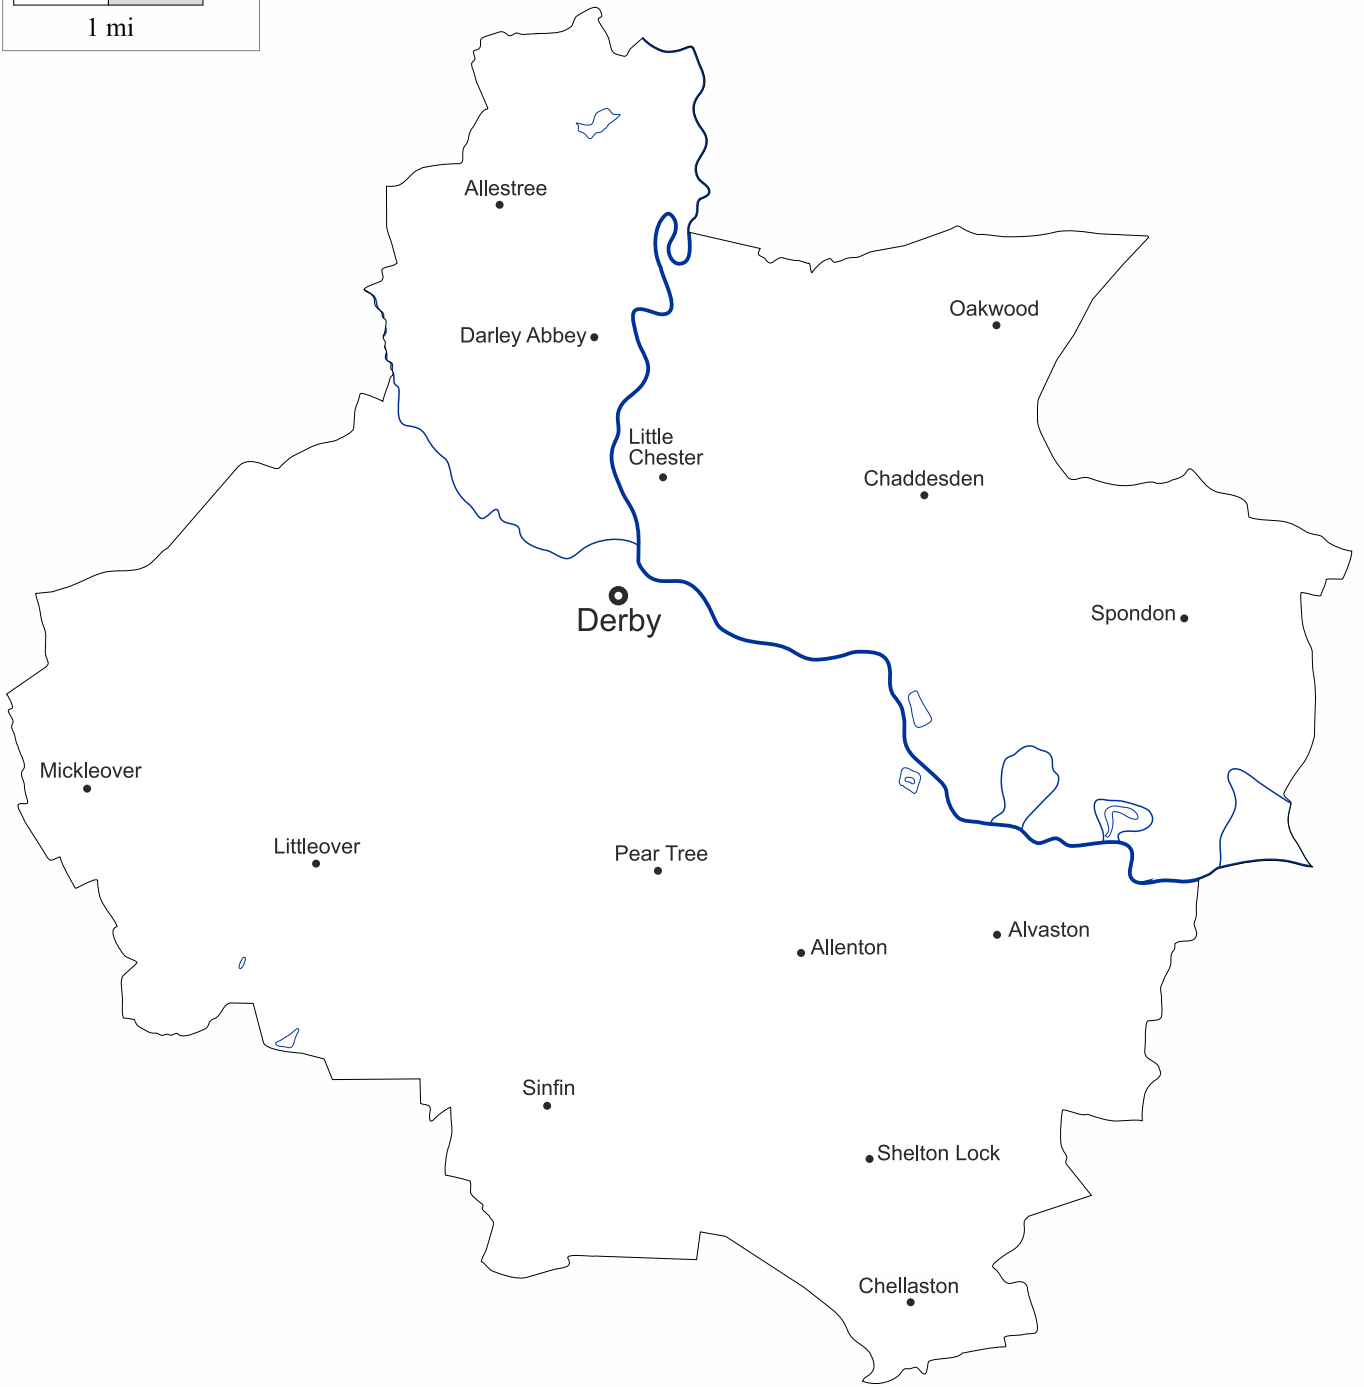 1 mi
Allestree
Oakwood
Darley Abbey
Little
Chester
Chaddesden
Derby
Spondon
Mickleover
Littleover
Pear Tree
Allenton
Alvaston
Sinfin
Shelton Lock
Chellaston